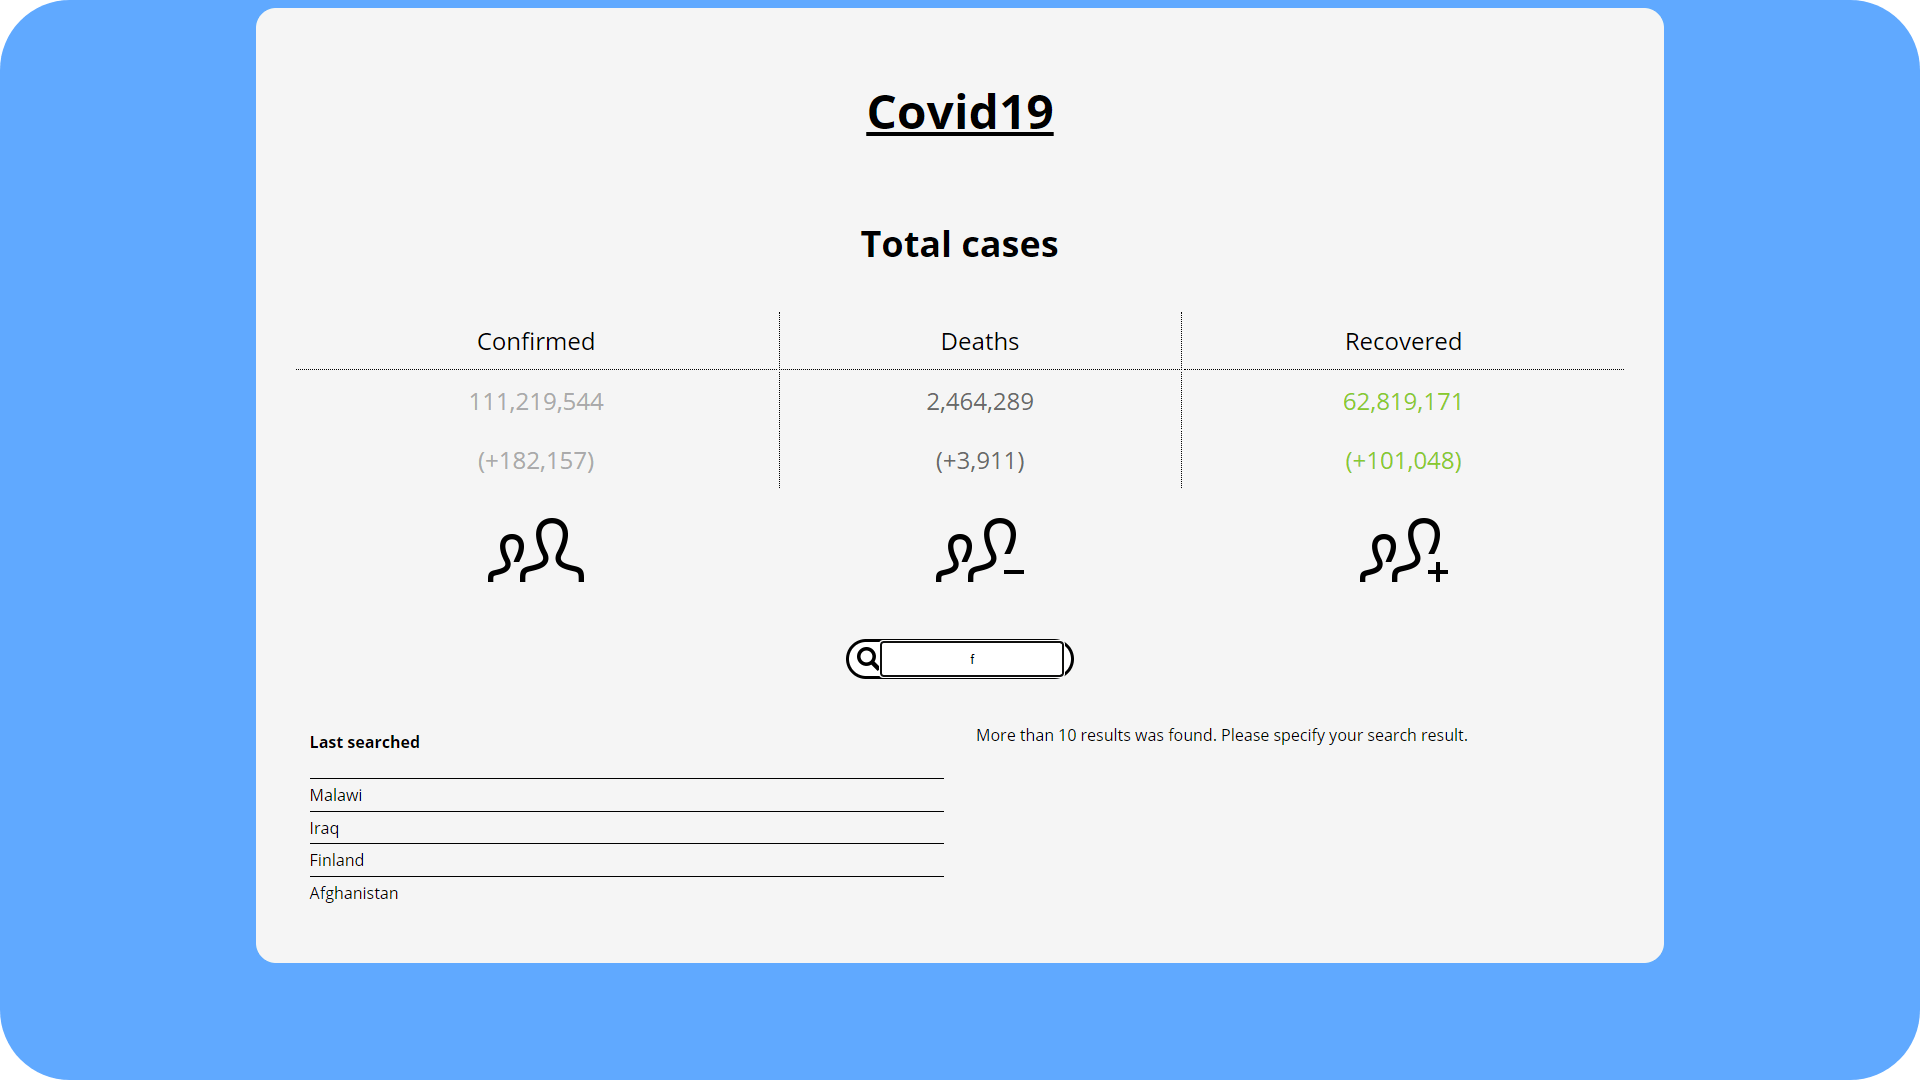 Covid19
Total cases
Confirmed Deaths Recovered
111,219,544 2,464,289 62,819,171
(+182,157) (+3,911) (+101,048)
f
Last searched
More than 10 results was found. Please specify your search result.
Malawi
Iraq
Finland
Afghanistan